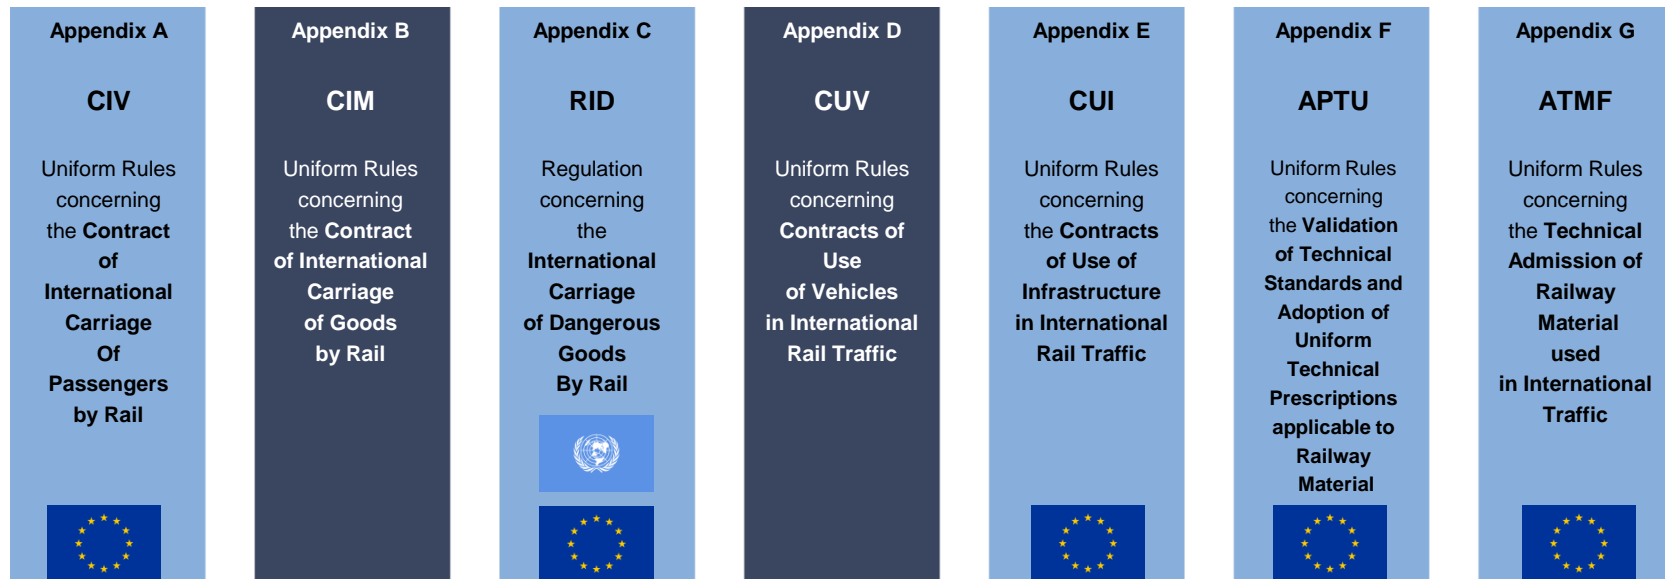 Appendix A
CIV
Uniform Rules
concerning
the Contract
of
International
Carriage
Of
Passengers
by Rail
Appendix B
CIM
Uniform Rules
concerning
the Contract
of International
Carriage
of Goods
by Rail
Appendix C
RID
Regulation
concerning
the
International
Carriage
of Dangerous
Goods
By Rail
Appendix D
CUV
Uniform Rules
concerning
Contracts of
Use
of Vehicles
in International
Rail Traffic
Appendix E
CUI
Uniform Rules
concerning
the Contracts
of Use of
Infrastructure
in International
Rail Traffic
Appendix F
APTU
Uniform Rules
concerning
the Validation
of Technical
Standards and
Adoption of
Uniform
Technical
Prescriptions
applicable to
Railway
Material
Appendix G
ATMF
Uniform Rules
concerning
the Technical
Admission of
Railway
Material
used
in International
Traffic